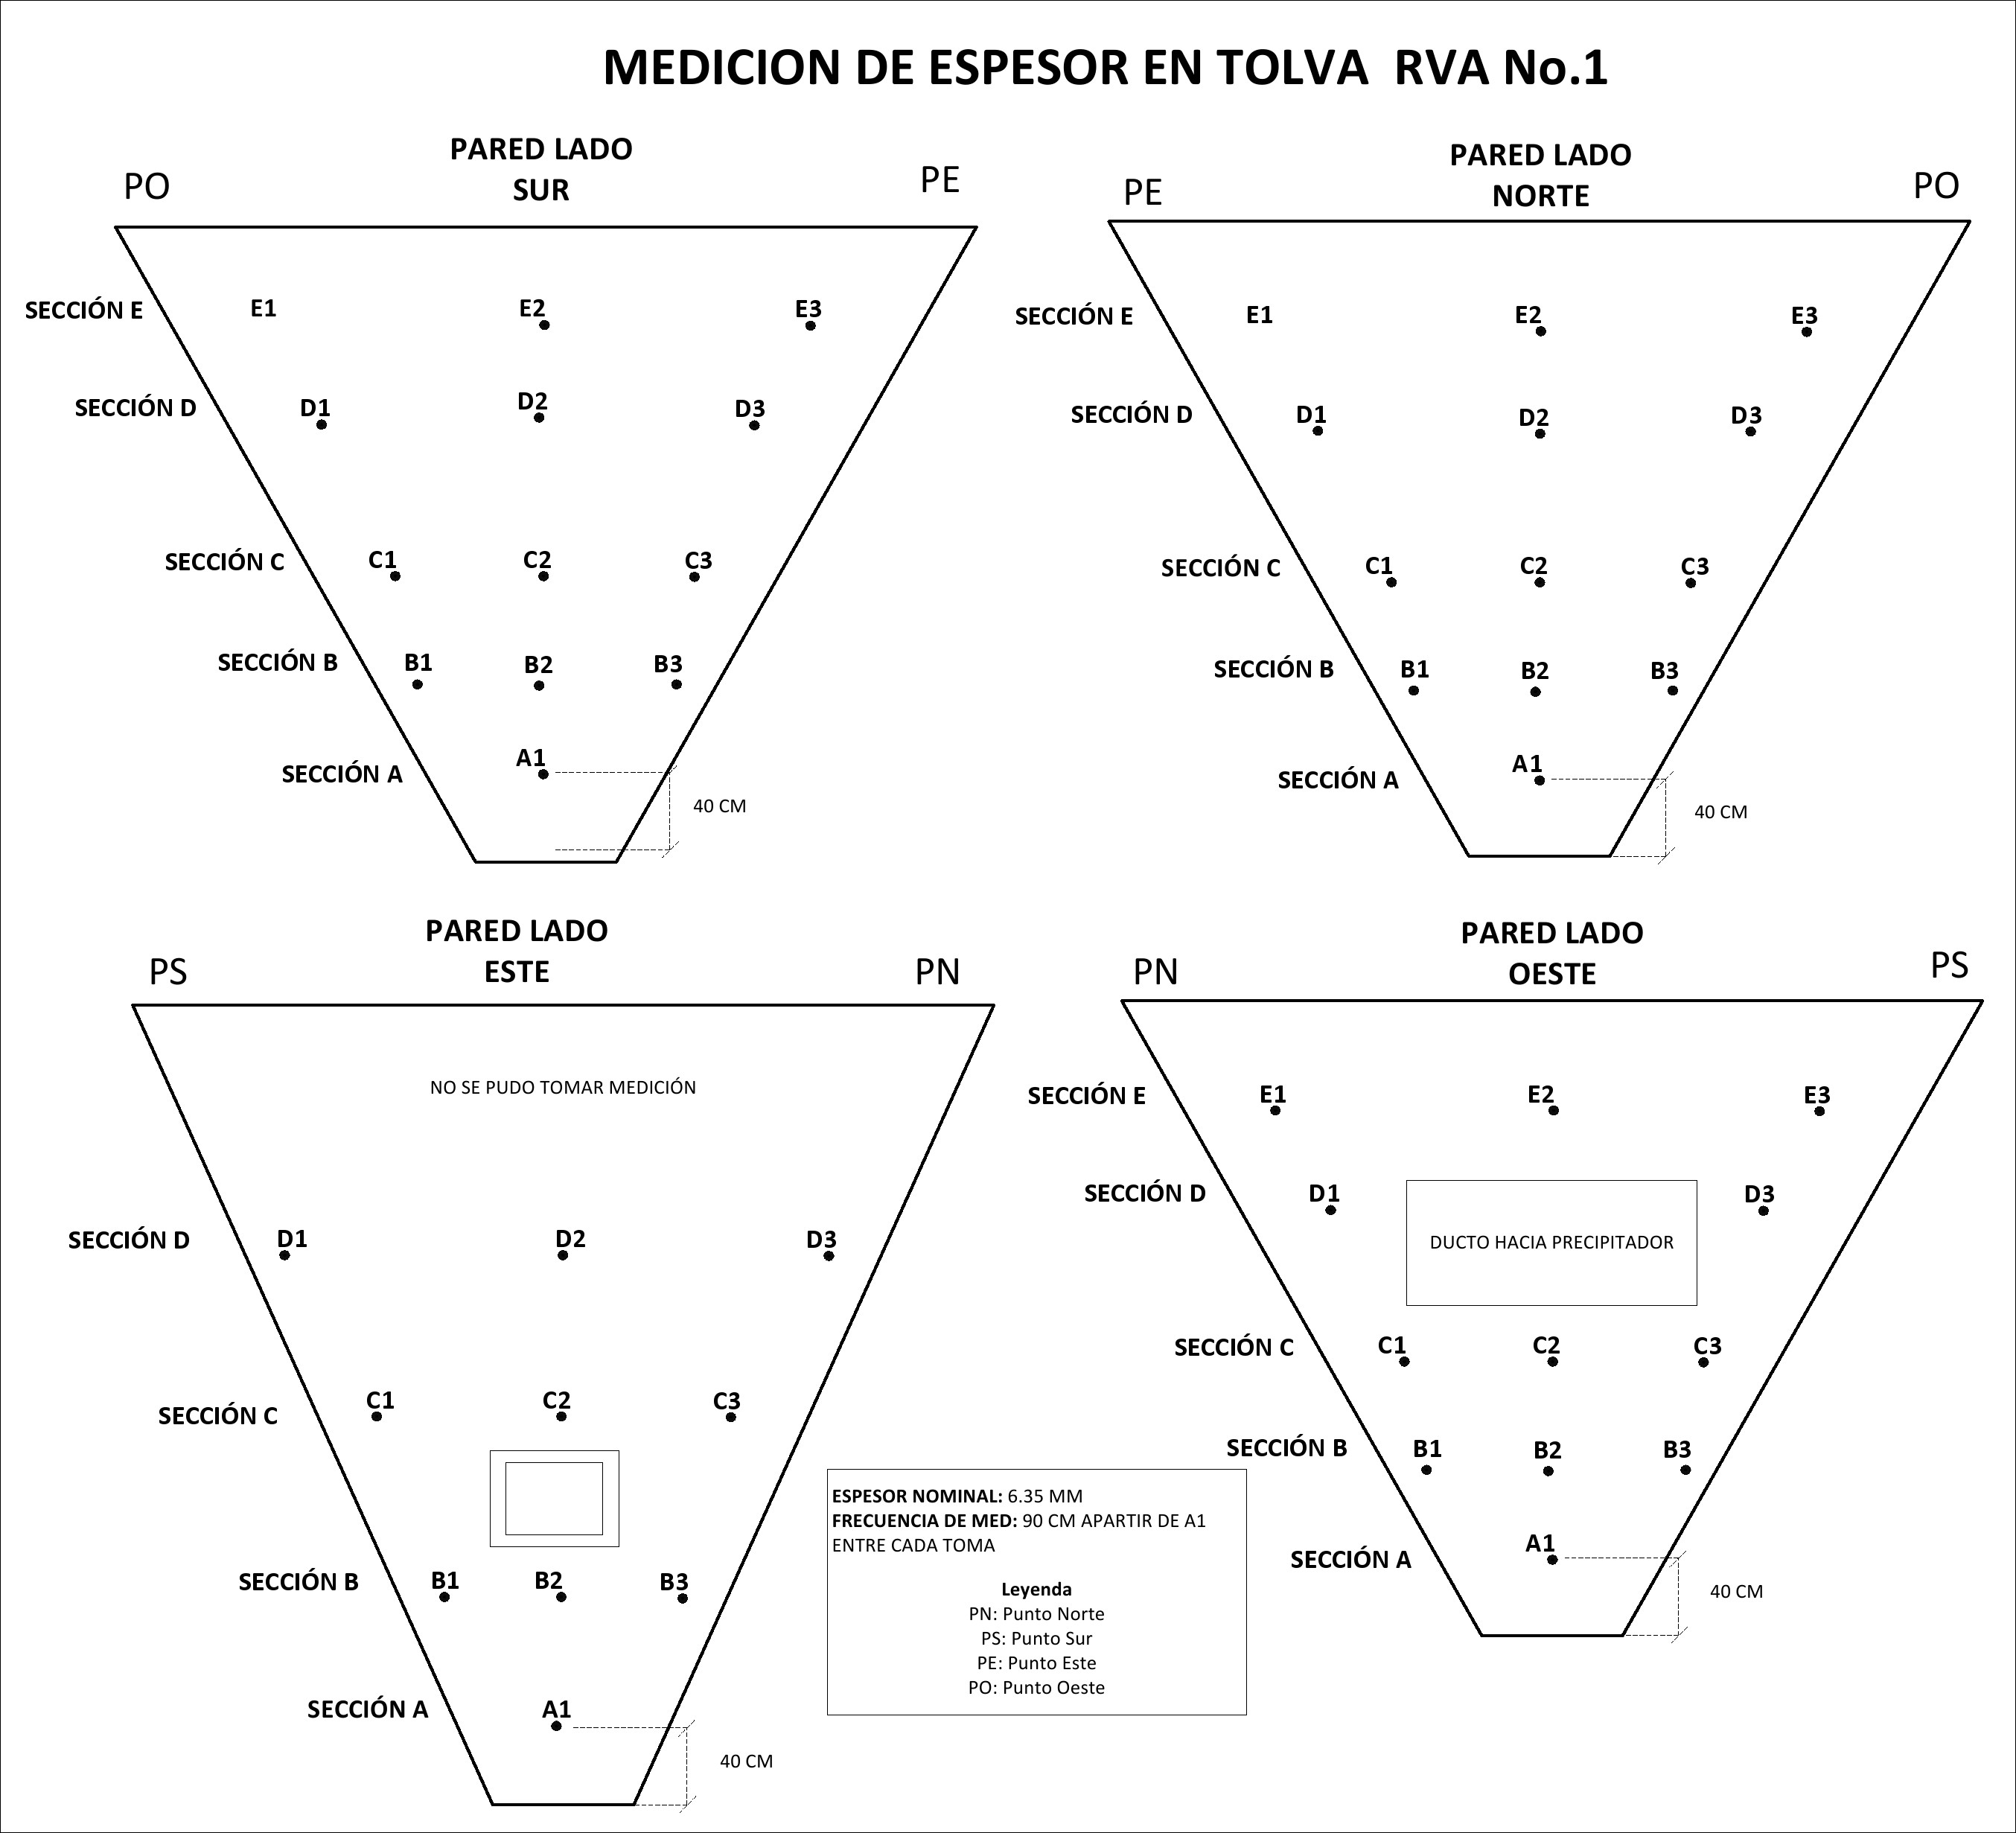 MEDICION DE ESPESOR EN TOLVA RVA No.1
PARED LADO
SUR
PO
PE
SECCIÓN E
E1
E2
E3
SECCIÓN D
D1
D2
D3
SECCIÓN C
C1
C2
C3
SECCIÓN B
B1
B2
B3
SECCIÓN A
A1
40 CM
PARED LADO
NORTE
PE
PO
SECCIÓN E
E1
E2
E3
SECCIÓN D
D1
D2
D3
SECCIÓN C
C1
C2
C3
SECCIÓN B
B1
B2
B3
SECCIÓN A
A1
40 CM
PARED LADO
ESTE
PS
PN
NO SE PUDO TOMAR MEDICIÓN
SECCIÓN D
D1
D2
D3
SECCIÓN C
C1
C2
C3
SECCIÓN B
B1
B2
B3
SECCIÓN A
A1
40 CM
PARED LADO
OESTE
PN
PS
SECCIÓN E
E1
E2
E3
SECCIÓN D
D1
D3
DUCTO HACIA PRECIPITADOR
SECCIÓN C
C1
C2
C3
SECCIÓN B
B1
B2
B3
SECCIÓN A
A1
40 CM
ESPESOR NOMINAL: 6.35 MM
FRECUENCIA DE MED: 90 CM APARTIR DE A1
ENTRE CADA TOMA
Leyenda
PN: Punto Norte
PS: Punto Sur
PE: Punto Este
PO: Punto Oeste